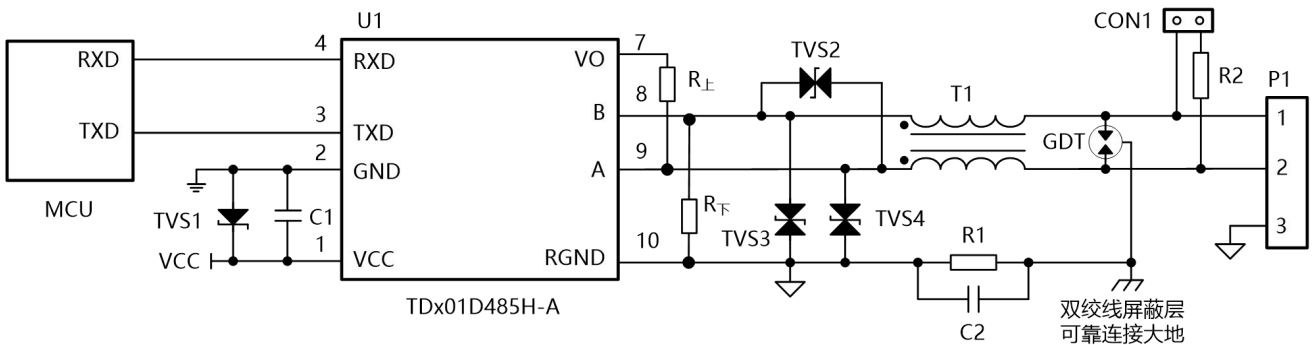 U1
CON1
RXD
4
RXD
VO
7
R上
TVS2
R2
P1
8
B
T1
1
TXD
3
TXD
GDT
2
GND
9
A
2
MCU
TVS1
C1
R下
TVS3
TVS4
3
VCC
1
VCC
RGND
10
R1
C2
TDx01D485H-A
双绞线屏蔽层
可靠连接大地